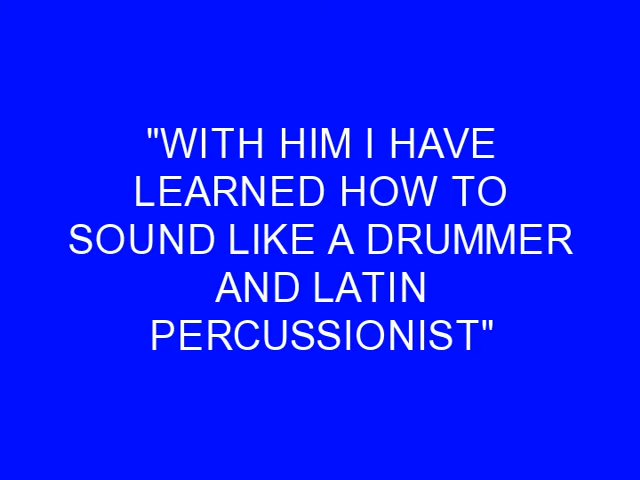 "WITH HIM I HAVE
LEARNED HOW TO
SOUND LIKE A DRUMMER
AND LATIN
PERCUSSIONIST"